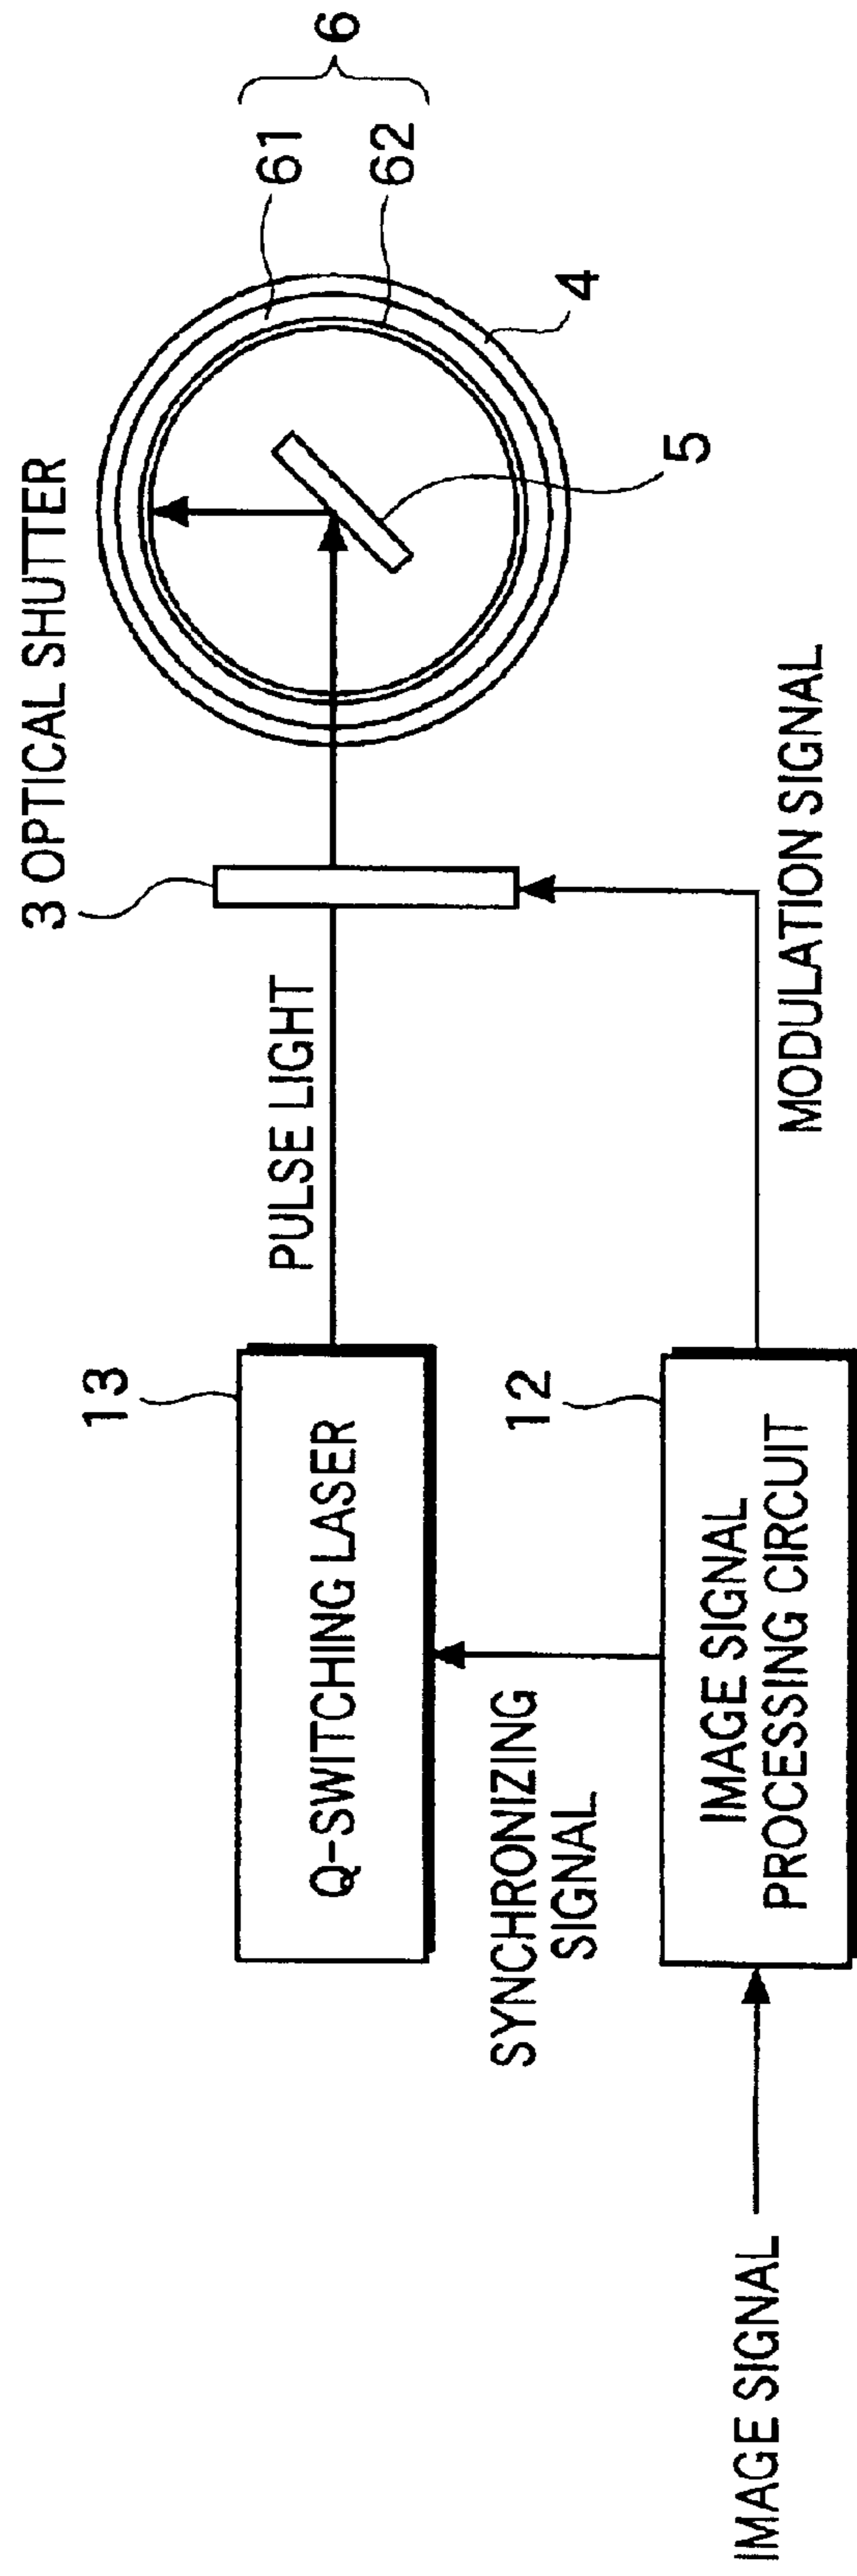 3 OPTICAL SHUTTER
6
61
62
4
5
13
PULSE LIGHT
Q-SWITCHING LASER
SYNCHRONIZING
SIGNAL
12
IMAGE SIGNAL
PROCESSING CIRCUIT
MODULATION SIGNAL
IMAGE SIGNAL